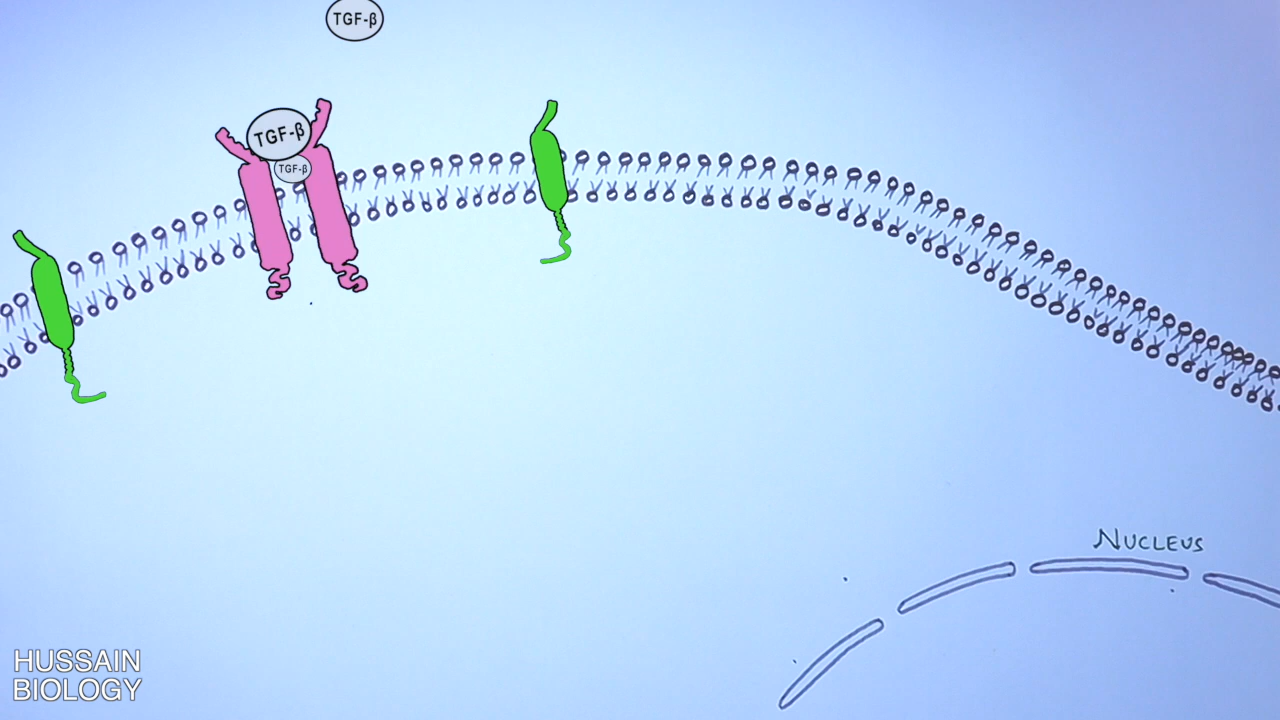 TGF-β
TGF-β
TGF-β
NUCLEUS
HUSSAIN
BIOLOGY